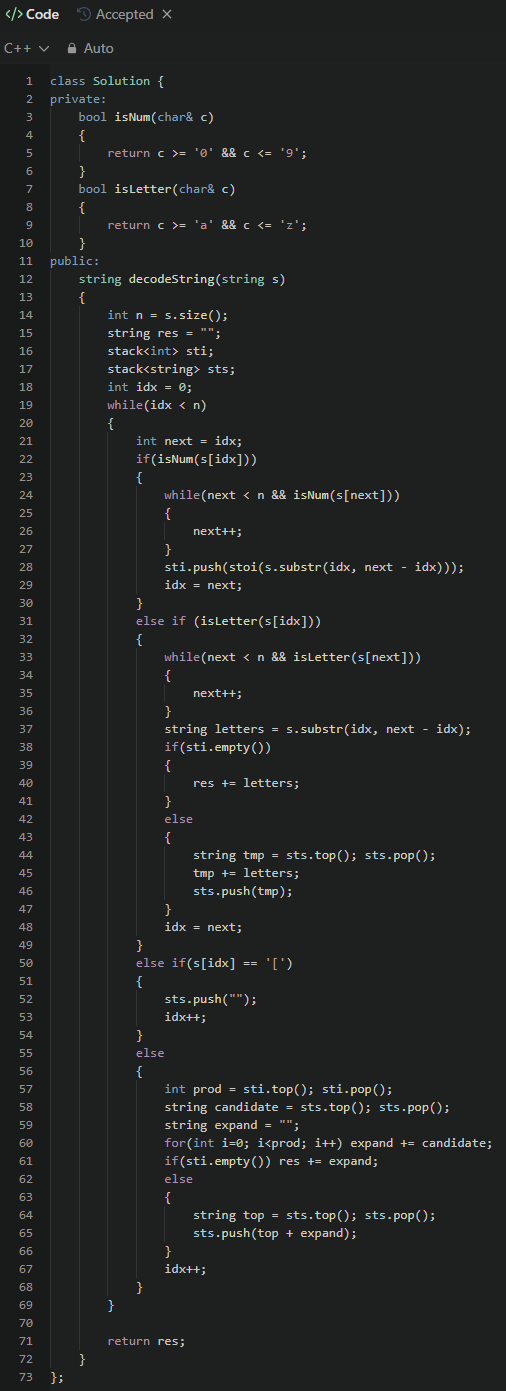 </> Code Accepted ×
C++ Auto
1 class Solution {
2 private:
3     bool isNum(char& c)
4     {
5         return c >= '0' && c <= '9';
6     }
7     bool isLetter(char& c)
8     {
9         return c >= 'a' && c <= 'z';
10     }
11 public:
12     string decodeString(string s)
13     {
14         int n = s.size();
15         string res = "";
16         stack<int> sti;
17         stack<string> sts;
18         int idx = 0;
19         while(idx < n)
20         {
21             int next = idx;
22             if(isNum(s[idx]))
23             {
24                 while(next < n && isNum(s[next]))
25                 {
26                     next++;
27                 }
28                 sti.push(stoi(s.substr(idx, next - idx)));
29                 idx = next;
30             }
31             else if (isLetter(s[idx]))
32             {
33                 while(next < n && isLetter(s[next]))
34                 {
35                     next++;
36                 }
37                 string letters = s.substr(idx, next - idx);
38                 if(sti.empty())
39                 {
40                     res += letters;
41                 }
42                 else
43                 {
44                     string tmp = sts.top(); sts.pop();
45                     tmp += letters;
46                     sts.push(tmp);
47                 }
48                 idx = next;
49             }
50             else if(s[idx] == '[')
51             {
52                 sts.push("");
53                 idx++;
54             }
55             else
56             {
57                 int prod = sti.top(); sti.pop();
58                 string candidate = sts.top(); sts.pop();
59                 string expand = "";
60                 for(int i=0; i<prod; i++) expand += candidate;
61                 if(sti.empty()) res += expand;
62                 else
63                 {
64                     string top = sts.top(); sts.pop();
65                     sts.push(top + expand);
66                 }
67                 idx++;
68             }
69         }
70
71         return res;
72     }
73 };